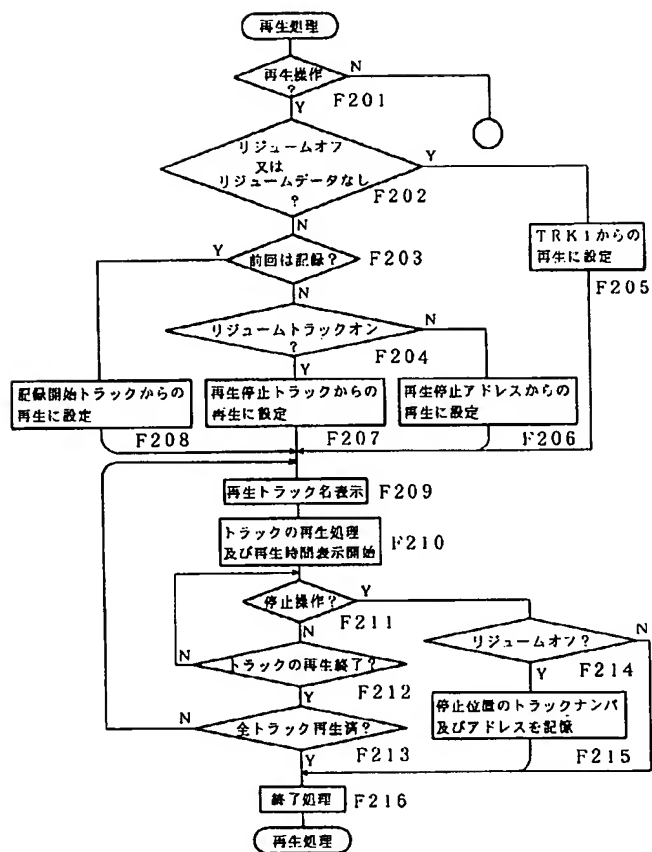 再生処理
再生操作
?
N
F201
Y
リジュームオフ
又は
リジュームデータなし
?
Y
F202
N
TRK1からの
再生に設定
F205
前回は記録?
Y
F203
N
リジュームトラックオン
?
N
F204
Y
記録開始トラックからの
再生に設定
F208
再生停止トラックからの
再生に設定
F207
再生停止アドレスからの
再生に設定
F206
再生トラック名表示
F209
トラックの再生処理
及び再生時間表示開始
F210
停止操作?
Y
F211
N
リジュームオフ?
N
F214
Y
トラックの再生終了?
N
F212
Y
停止位置のトラックナンバ
及びアドレスを記憶
F215
全トラック再生済?
N
F213
Y
終了処理
F216
再生処理